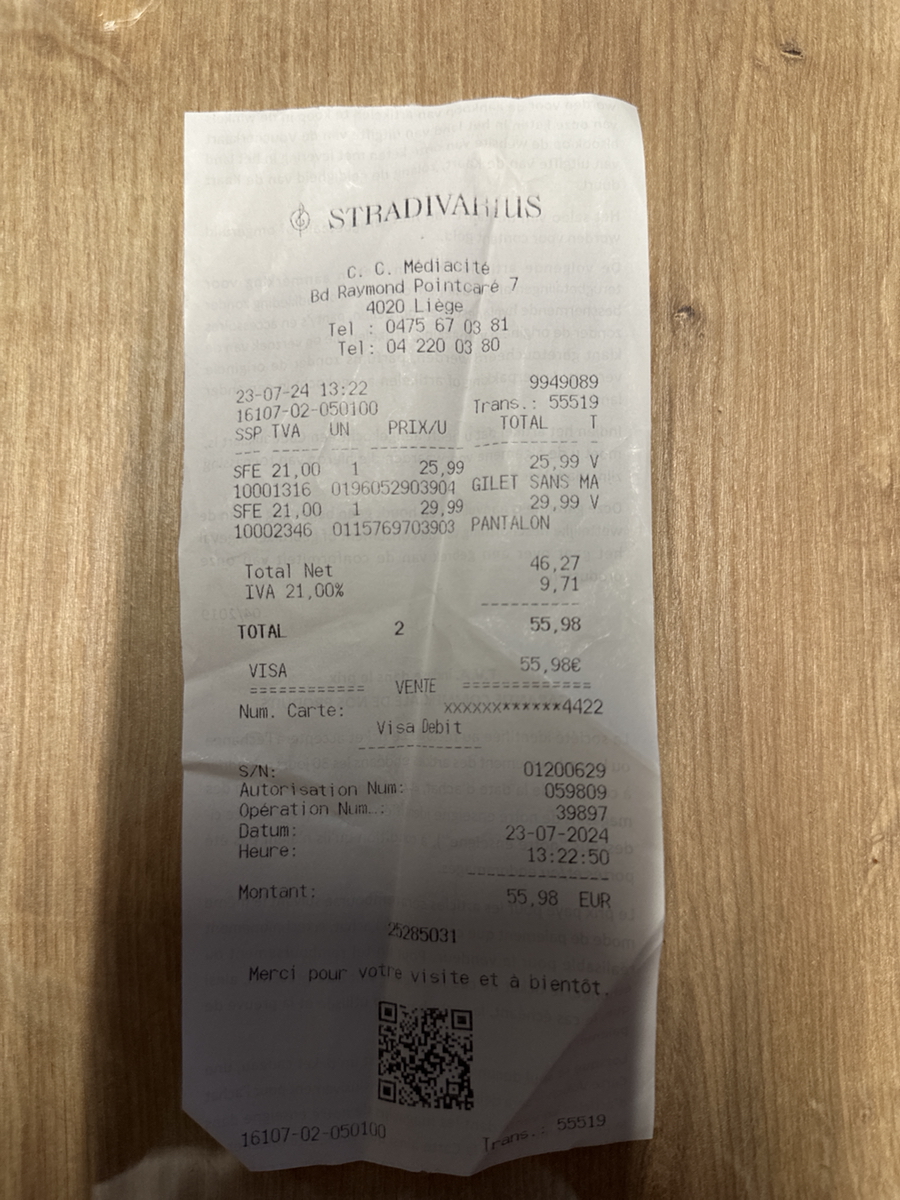 STRADIVARIUS
C. C. Médiacité
Bd Raymond Pointcaré 7
4020 Liège
Tel : 0475 67 03 81
Tel: 04 220 03 80
23-07-24 13:22 9949089
16107-02-050100 Trans.: 55519
SSP TVA UN PRIX/U TOTAL T
--- --- --- --------- --------- -
SFE 21,00 1 25,99 25,99 V
10001316 0196052903904 GILET SANS MA
SFE 21,00 1 29,99 29,99 V
10002346 0115769703903 PANTALON
Total Net 46,27
IVA 21,00% 9,71
----------
TOTAL 2 55,98
VISA 55,98€
============ VENTE =============
Num. Carte: XXXXXX******4422
Visa Debit
-------------
S/N: 01200629
Autorisation Num: 059809
Opération Num..: 39897
Datum: 23-07-2024
Heure: 13:22:50
---------------
Montant: 55,98 EUR
25285031
Merci pour votre visite et à bientôt.
16107-02-050100 Trans.: 55519